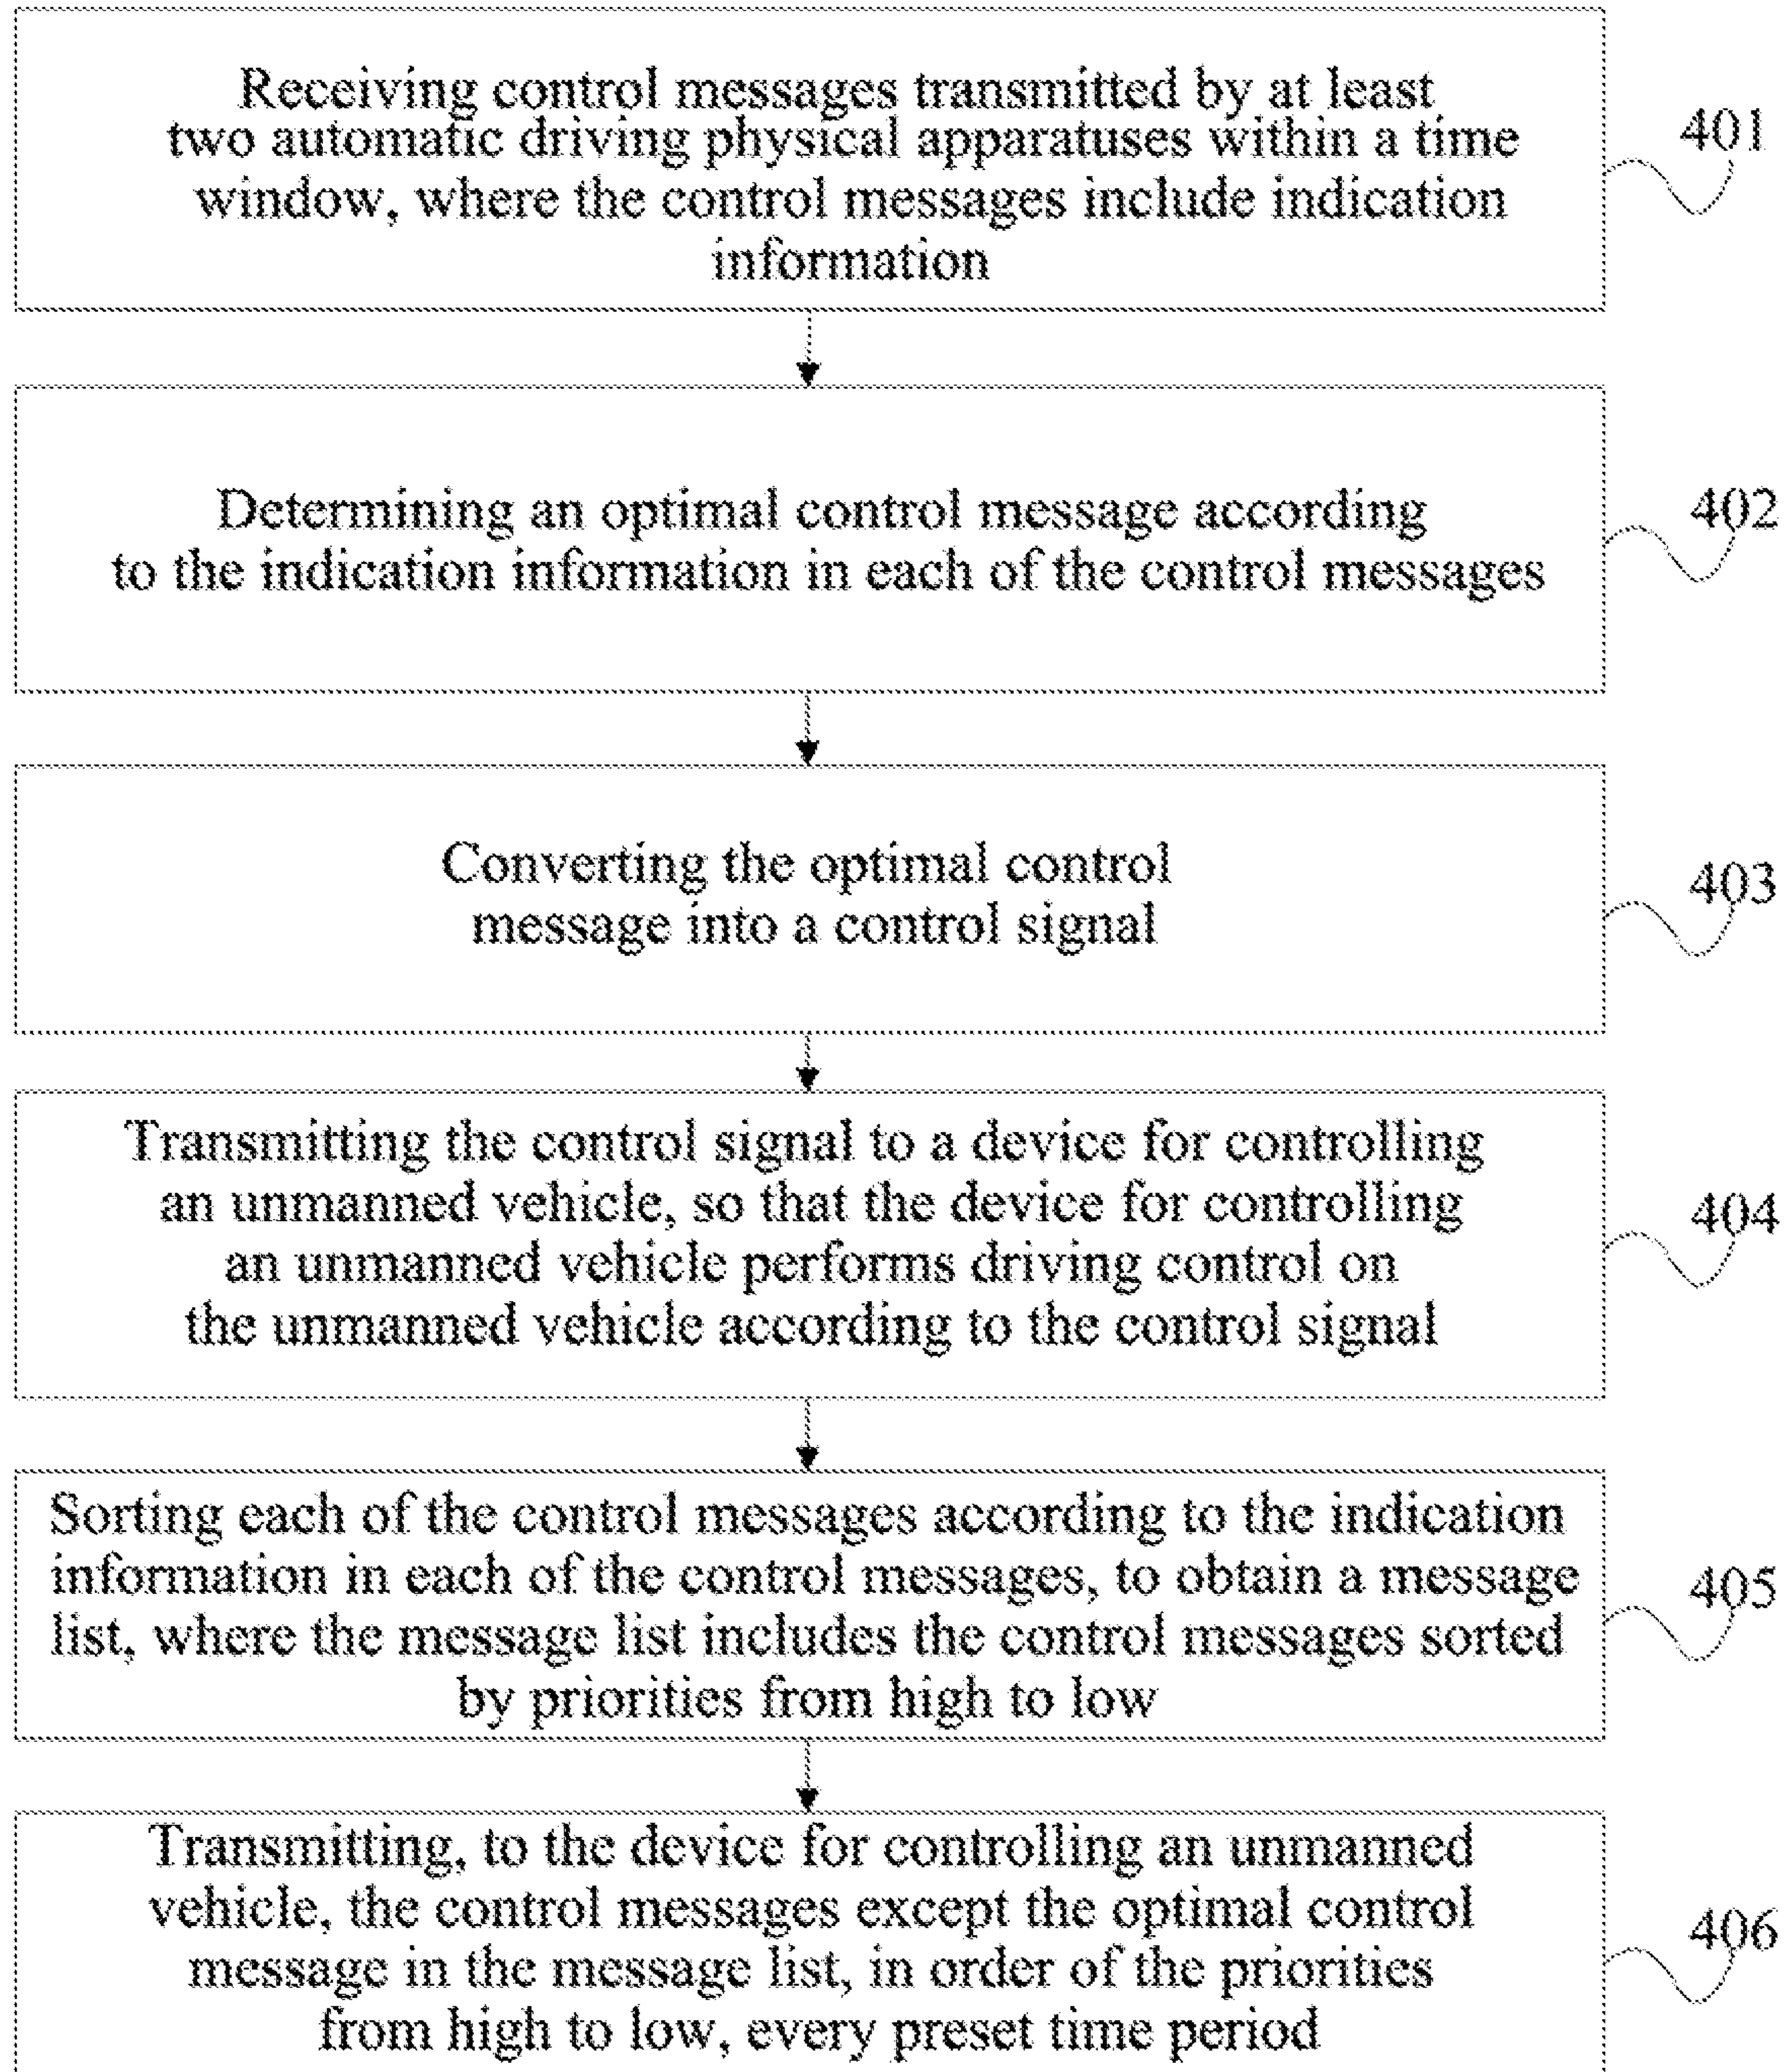 Receiving control messages transmitted by at least
two automatic driving physical apparatuses within a time
window, where the control messages include indication
information
401
Determining an optimal control message according
to the indication information in each of the control messages
402
Converting the optimal control
message into a control signal
403
Transmitting the control signal to a device for controlling
an unmanned vehicle, so that the device for controlling
an unmanned vehicle performs driving control on
the unmanned vehicle according to the control signal
404
Sorting each of the control messages according to the indication
information in each of the control messages, to obtain a message
list, where the message list includes the control messages sorted
by priorities from high to low
405
Transmitting, to the device for controlling an unmanned
vehicle, the control messages except the optimal control
message in the message list, in order of the priorities
from high to low, every preset time period
406